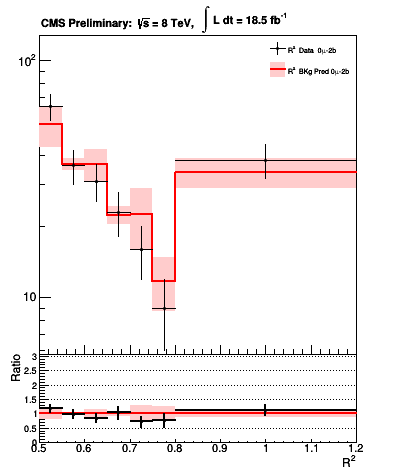 CMS Preliminary: √s = 8 TeV, ∫ L dt = 18.5 fb⁻¹
R² Data 0μ-2b
R² BKg Pred 0μ-2b
10²
10
Ratio
3
2.5
2
1.5
1
0.5
0
0.5 0.6 0.7 0.8 0.9 1 1.1 1.2
R²